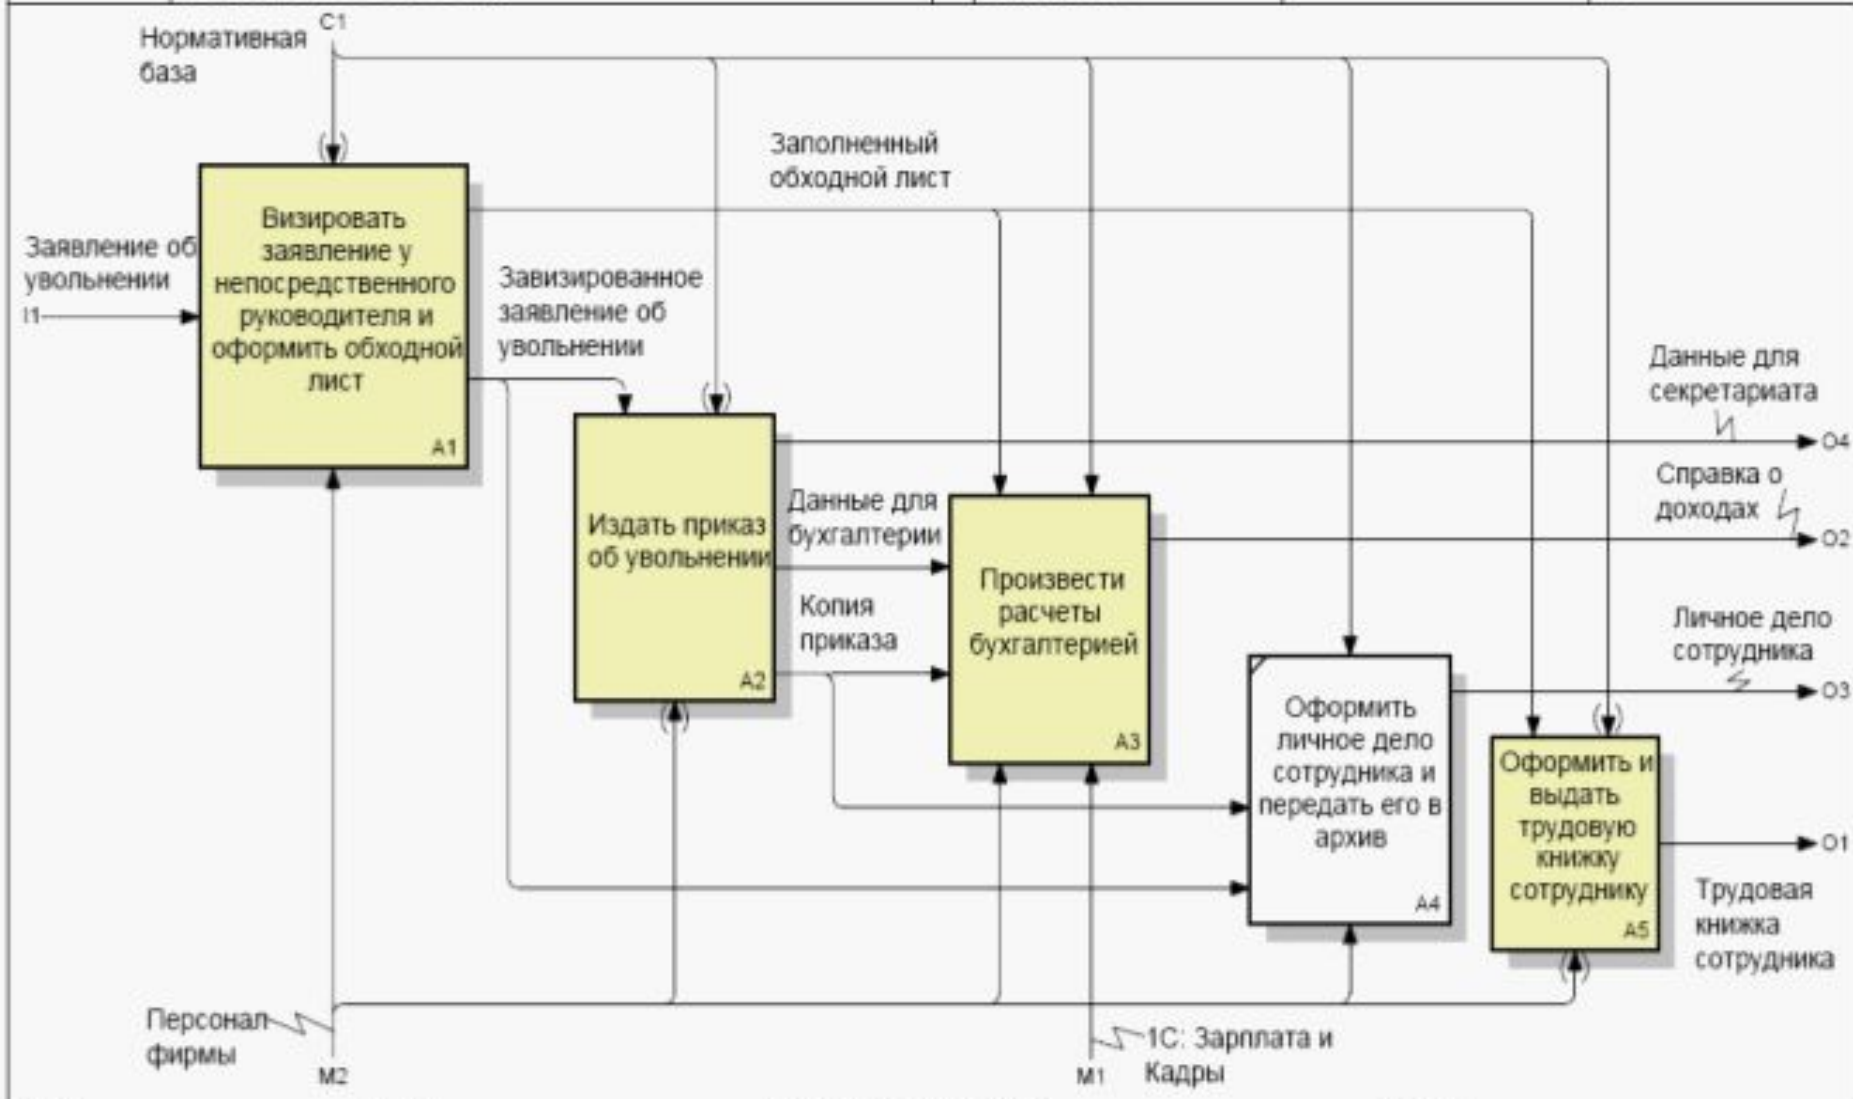 C1
Нормативная
база
Заполненный
обходной лист
Визировать
заявление у
непосредственного
руководителя и
оформить обходной
лист
A1
Заявление об
увольнении
I1
Завизированное
заявление об
увольнении
Данные для
секретариата
O4
Справка о
доходах
O2
Издать приказ
об увольнении
A2
Данные для
бухгалтерии
Копия
приказа
Произвести
расчеты
бухгалтерией
A3
Личное дело
сотрудника
O3
Оформить
личное дело
сотрудника и
передать его в
архив
A4
Оформить и
выдать
трудовую
книжку
сотруднику
A5
O1
Трудовая
книжка
сотрудника
Персонал
фирмы
M2
1С: Зарплата и
Кадры
M1